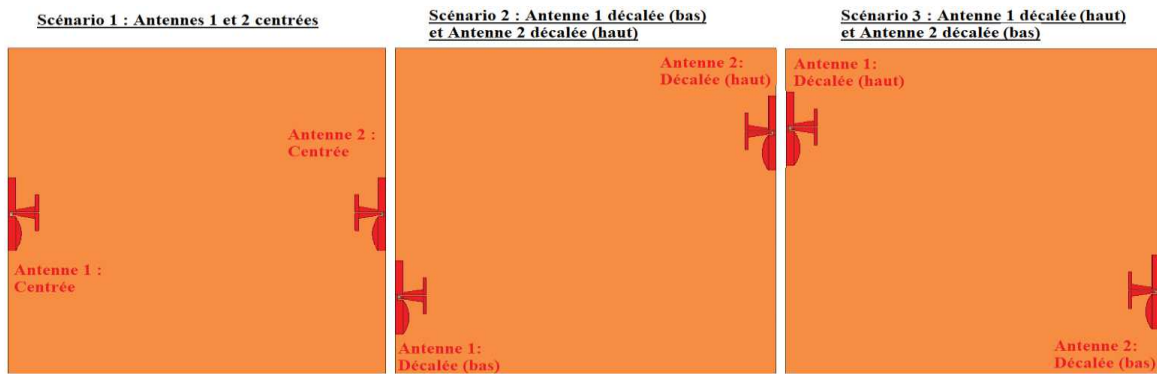 Scénario 1 : Antennes 1 et 2 centrées
Antenne 2 :
Centrée
Antenne 1 :
Centrée
Scénario 2 : Antenne 1 décalée (bas)
et Antenne 2 décalée (haut)
Antenne 2:
Décalée (haut)
Antenne 1:
Décalée (bas)
Scénario 3 : Antenne 1 décalée (haut)
et Antenne 2 décalée (bas)
Antenne 1:
Décalée (haut)
Antenne 2:
Décalée (bas)